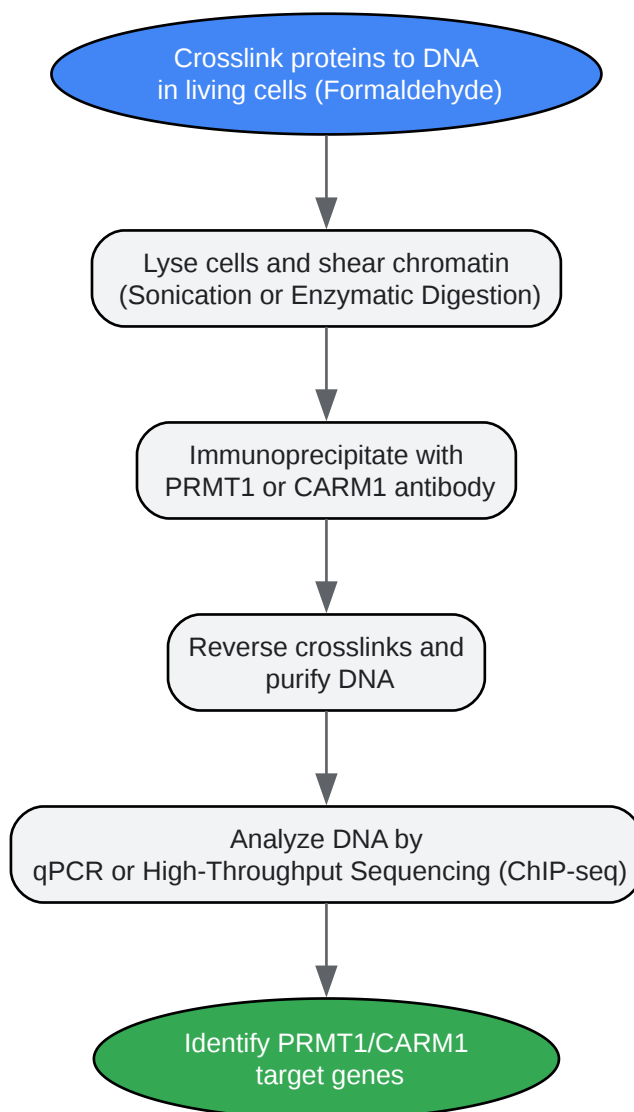 Crosslink proteins to DNA
in living cells (Formaldehyde)
Lyse cells and shear chromatin
(Sonication or Enzymatic Digestion)
Immunoprecipitate with
PRMT1 or CARM1 antibody
Reverse crosslinks and
purify DNA
Analyze DNA by
qPCR or High-Throughput Sequencing (ChIP-seq)
Identify PRMT1/CARM1
target genes